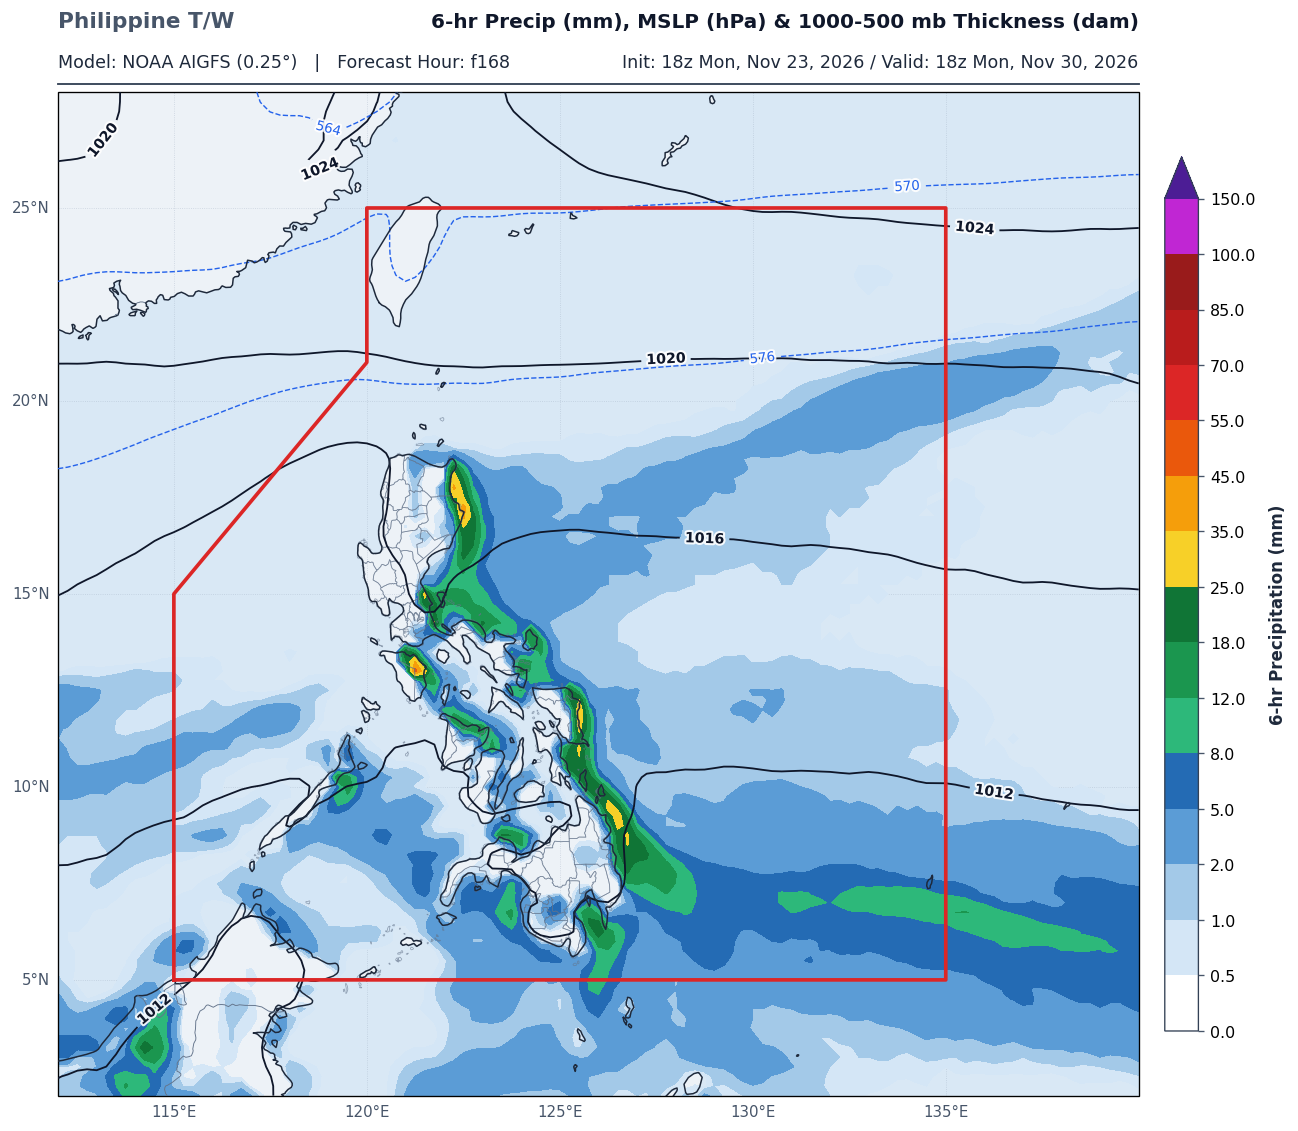 Philippine T/W
6-hr Precip (mm), MSLP (hPa) & 1000-500 mb Thickness (dam)
Model: NOAA AIGFS (0.25°) | Forecast Hour: f168
Init: 18z Mon, Nov 23, 2026 / Valid: 18z Mon, Nov 30, 2026
1020
564
1024
570
1024
1020
576
1016
1012
1012
25°N
20°N
15°N
10°N
5°N
115°E
120°E
125°E
130°E
135°E
150.0
100.0
85.0
70.0
55.0
45.0
35.0
25.0
18.0
12.0
8.0
5.0
2.0
1.0
0.5
0.0
6-hr Precipitation (mm)